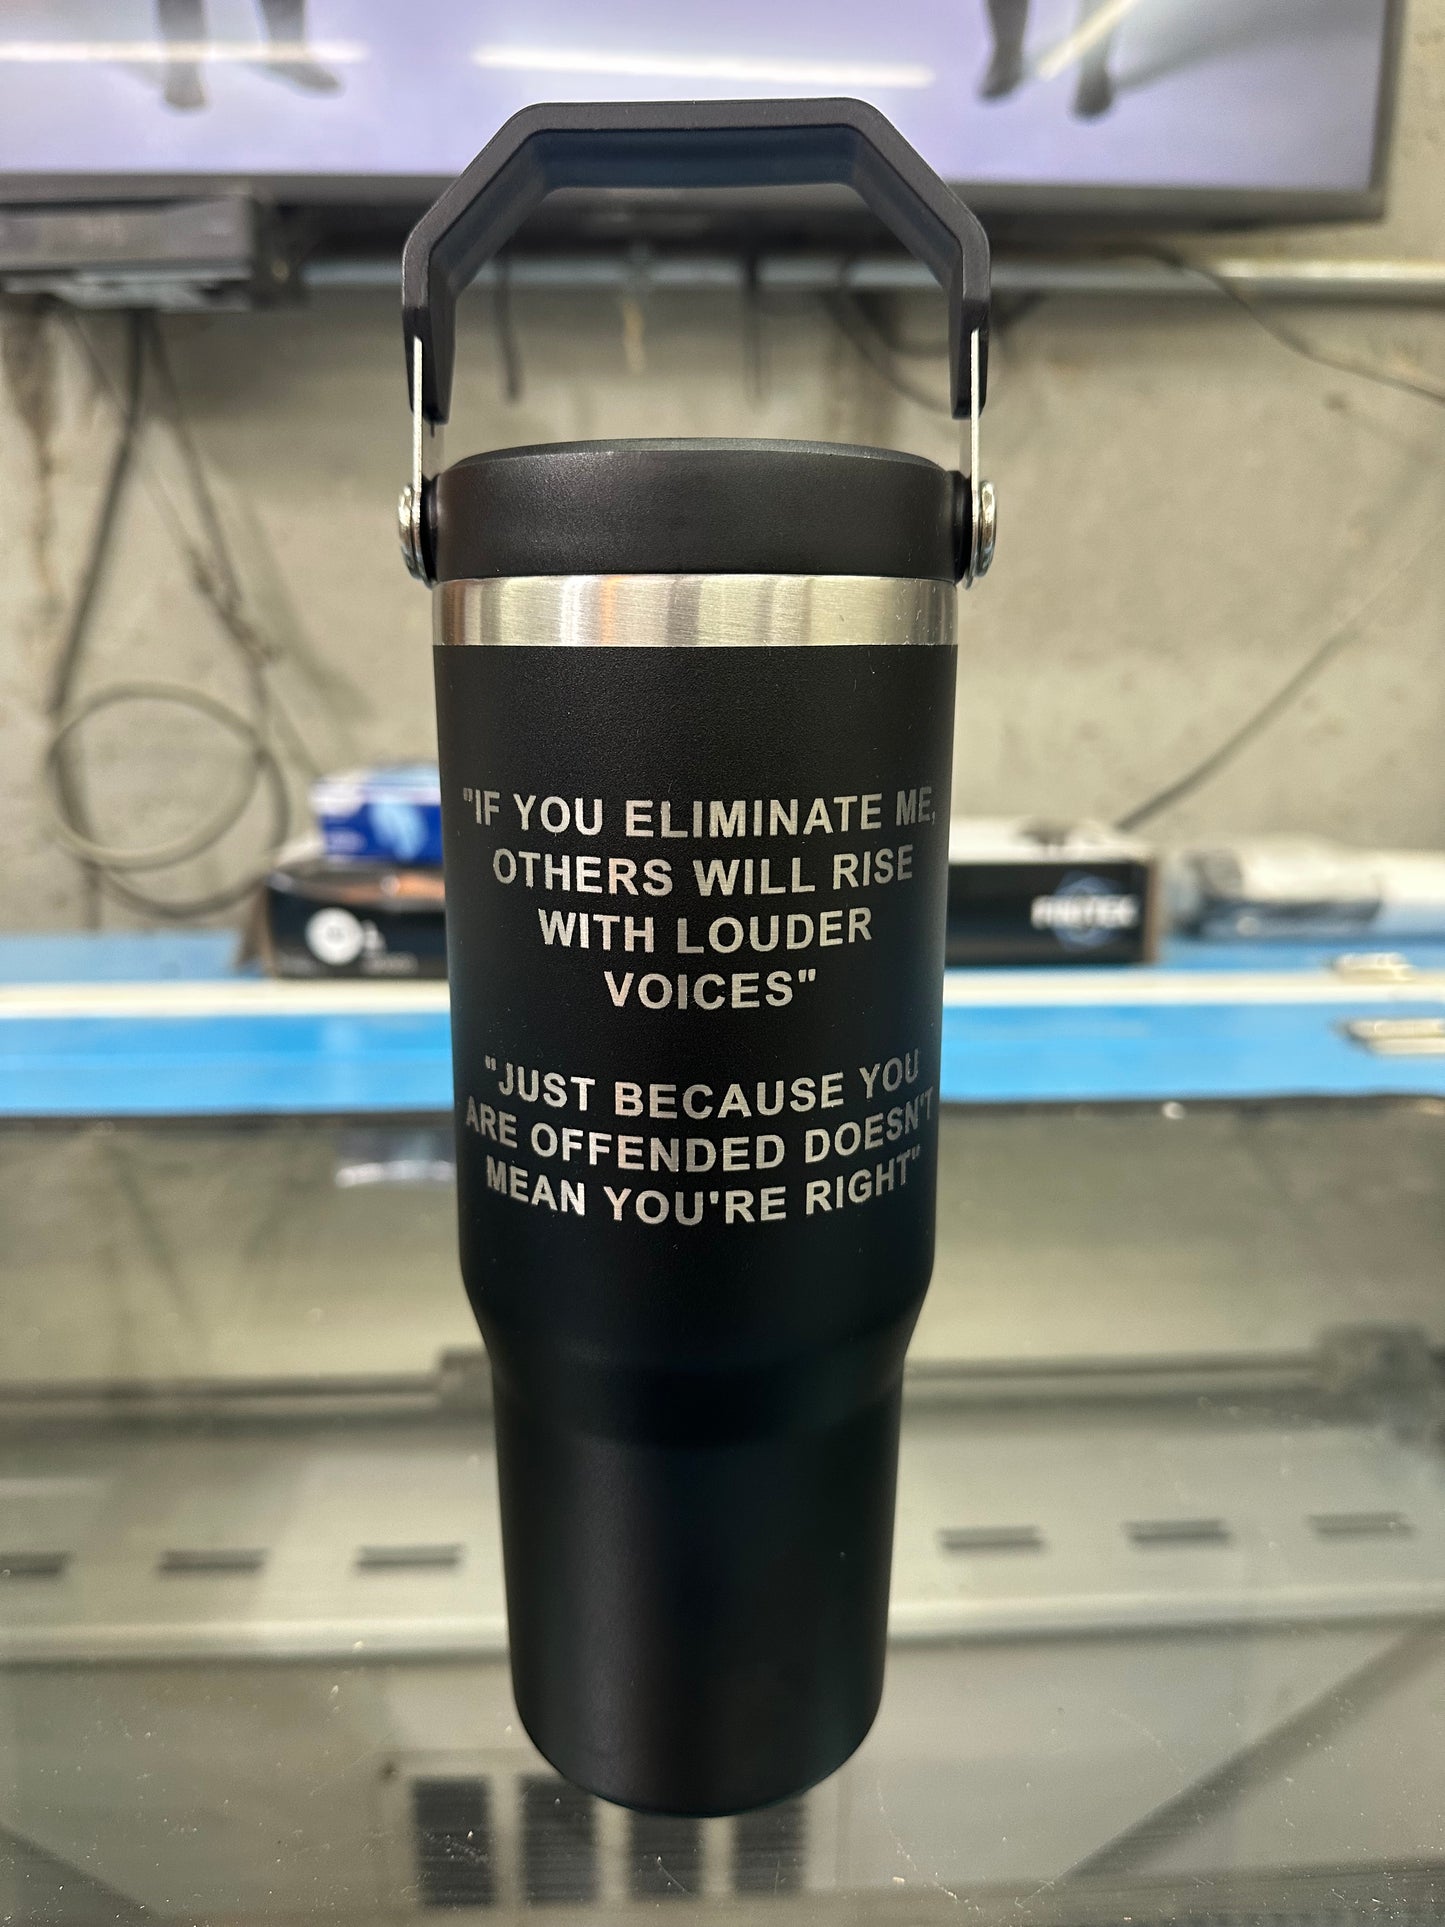 "IF YOU ELIMINATE ME,
OTHERS WILL RISE
WITH LOUDER
VOICES"
"JUST BECAUSE YOU
ARE OFFENDED DOESN'T
MEAN YOU'RE RIGHT"